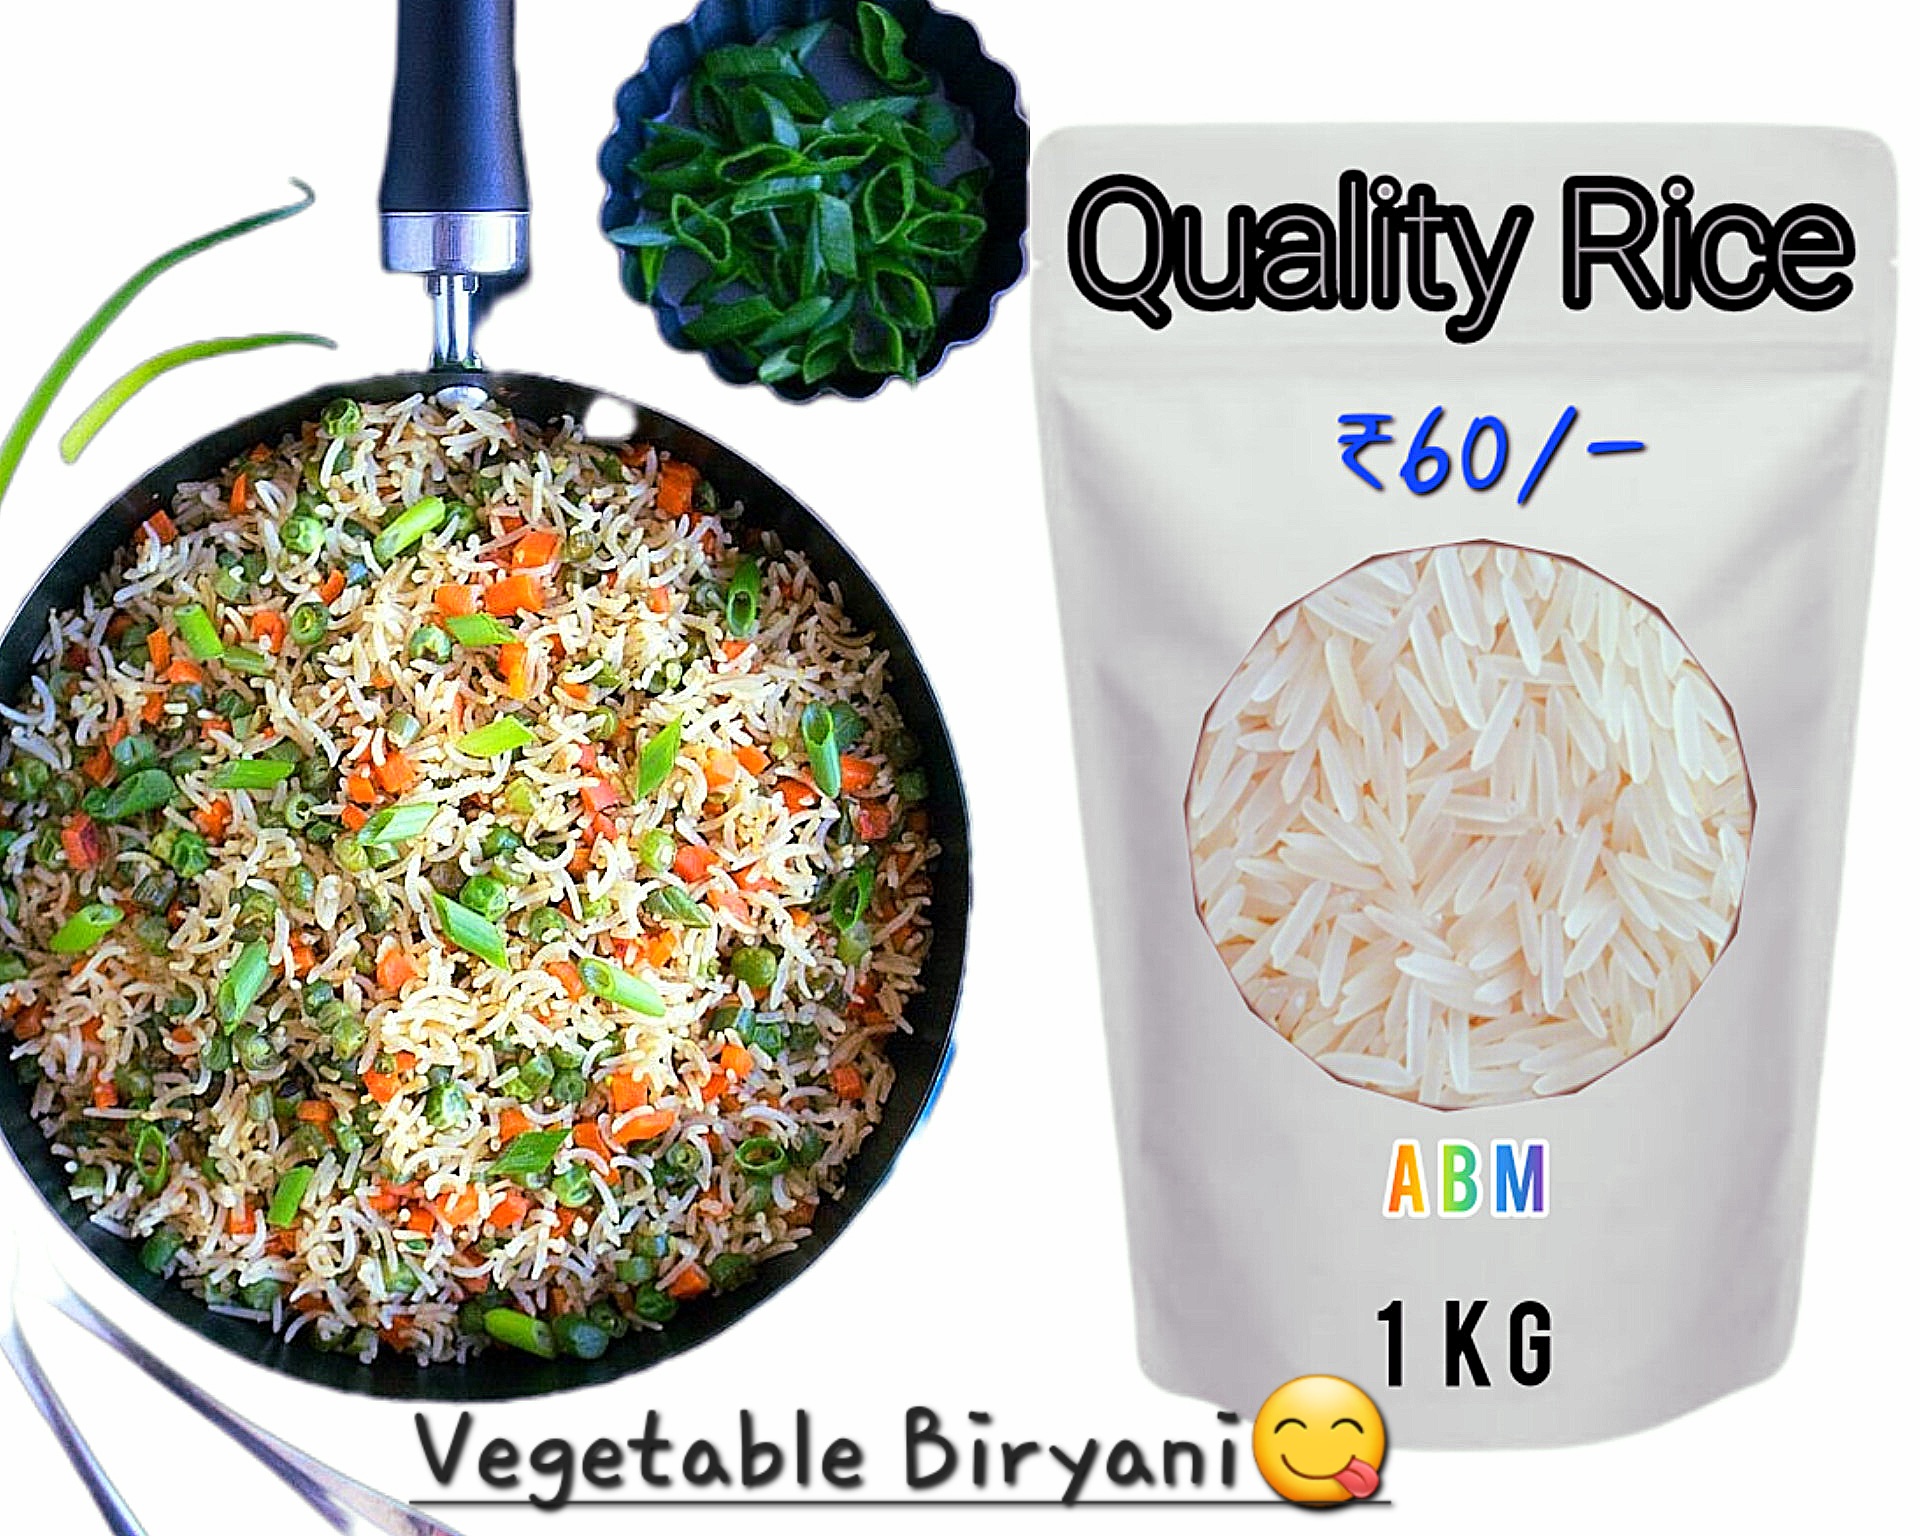 Quality Rice
₹60/-
ABM
1 KG
Vegetable Biryani😋